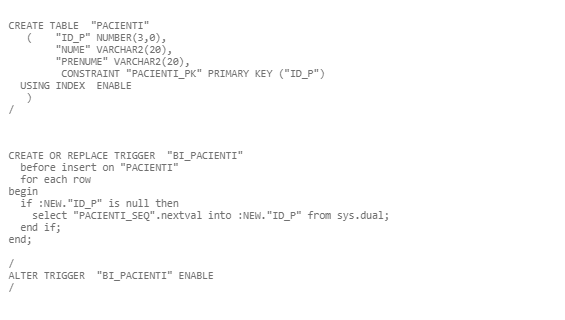 CREATE TABLE  "PACIENTI"
   (    "ID_P" NUMBER(3,0),
        "NUME" VARCHAR2(20),
        "PRENUME" VARCHAR2(20),
         CONSTRAINT "PACIENTI_PK" PRIMARY KEY ("ID_P")
  USING INDEX  ENABLE
   )
/
CREATE OR REPLACE TRIGGER  "BI_PACIENTI"
  before insert on "PACIENTI"
  for each row
begin
  if :NEW."ID_P" is null then
    select "PACIENTI_SEQ".nextval into :NEW."ID_P" from sys.dual;
  end if;
end;
/
ALTER TRIGGER  "BI_PACIENTI" ENABLE
/